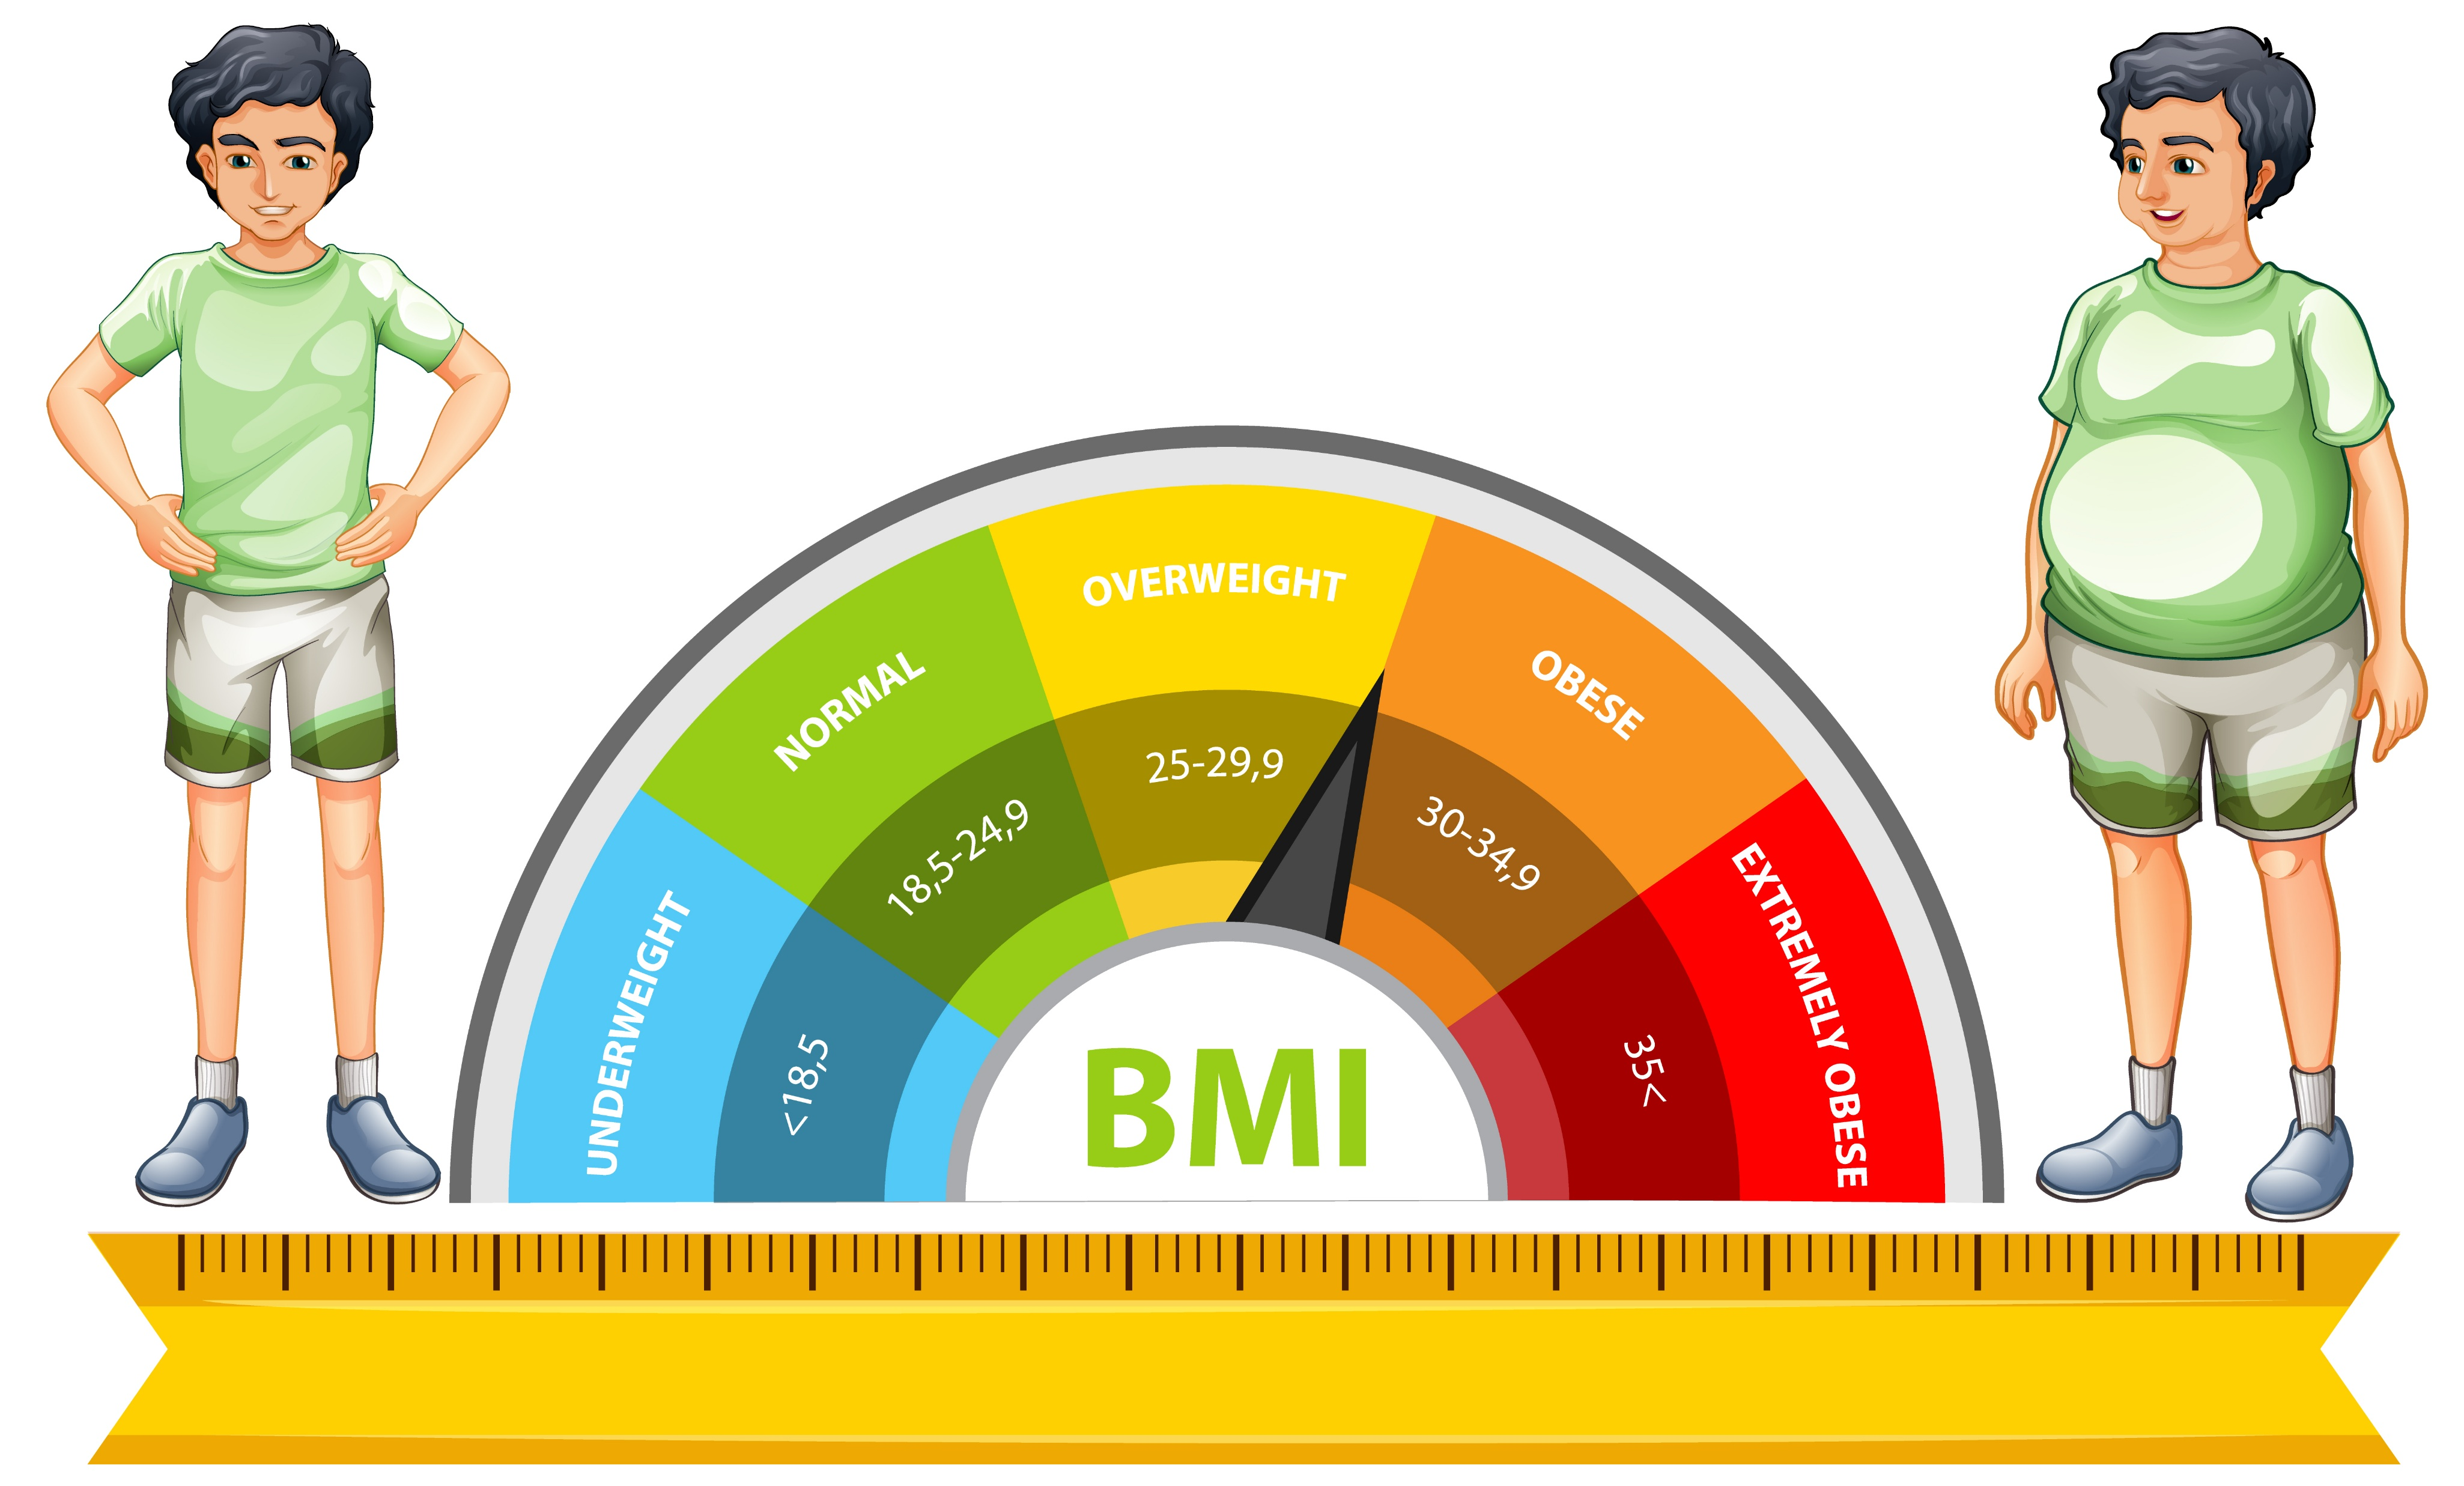 UNDERWEIGHT
<18,5
NORMAL
18,5-24,9
OVERWEIGHT
25-29,9
OBESE
30-34,9
EXTREMELY OBESE
35<
BMI